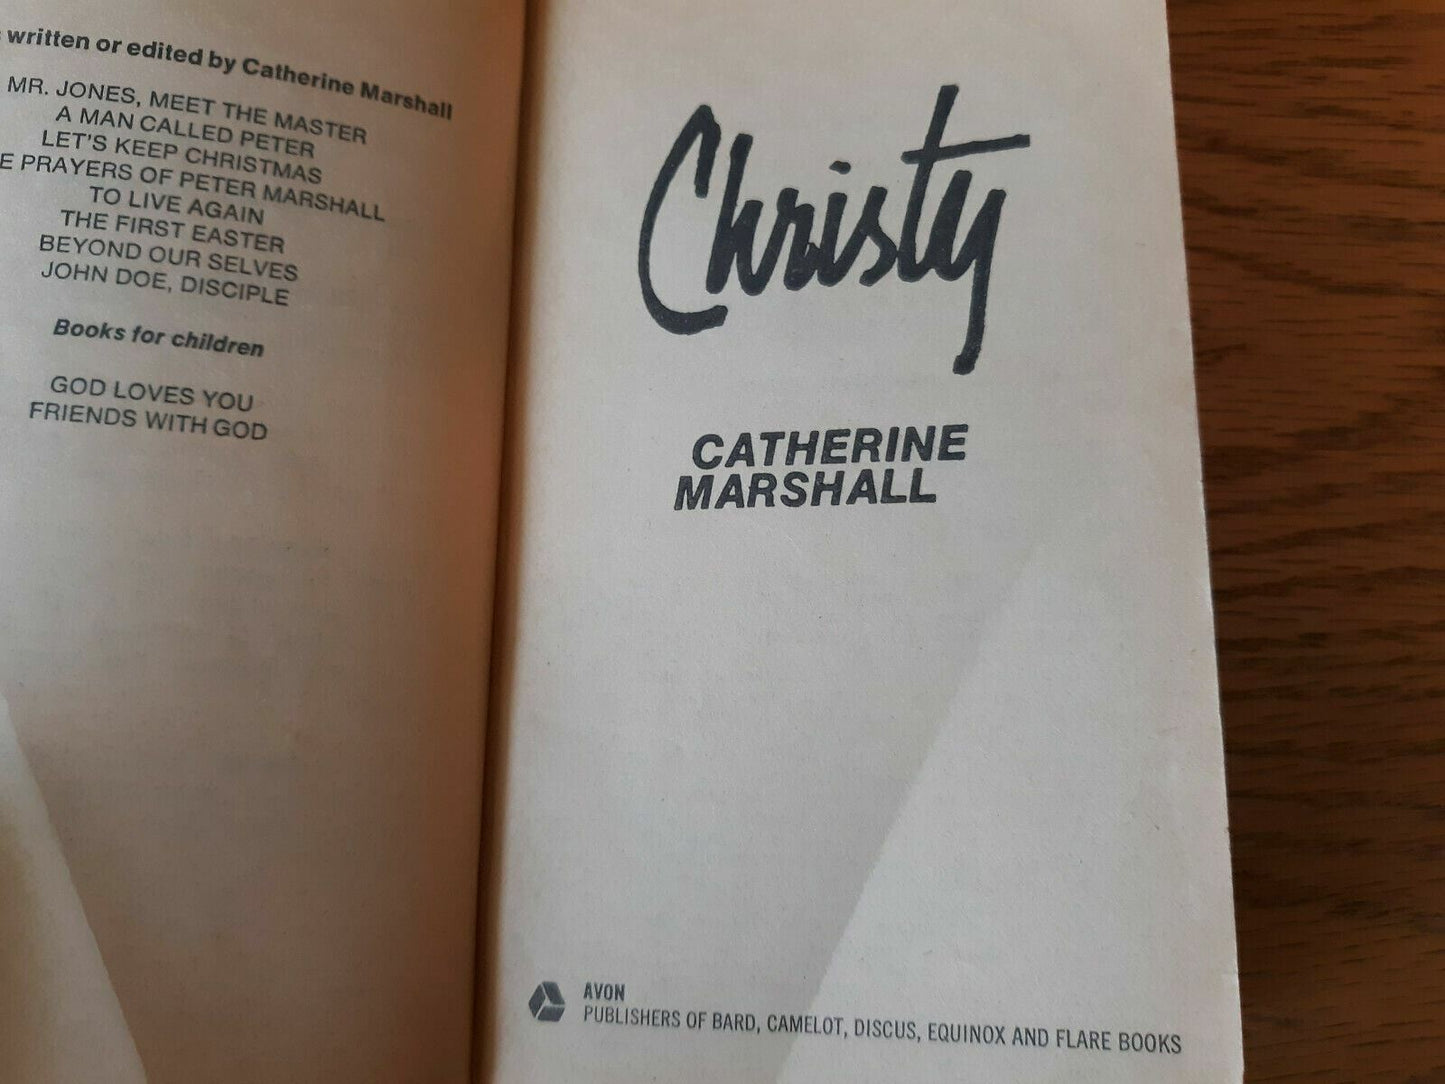 written or edited by Catherine Marshall
MR. JONES, MEET THE MASTER
A MAN CALLED PETER
LET'S KEEP CHRISTMAS
E PRAYERS OF PETER MARSHALL
TO LIVE AGAIN
THE FIRST EASTER
BEYOND OUR SELVES
JOHN DOE, DISCIPLE
Books for children
GOD LOVES YOU
FRIENDS WITH GOD
Christy
CATHERINE
MARSHALL
AVON
PUBLISHERS OF BARD, CAMELOT, DISCUS, EQUINOX AND FLARE BOOKS